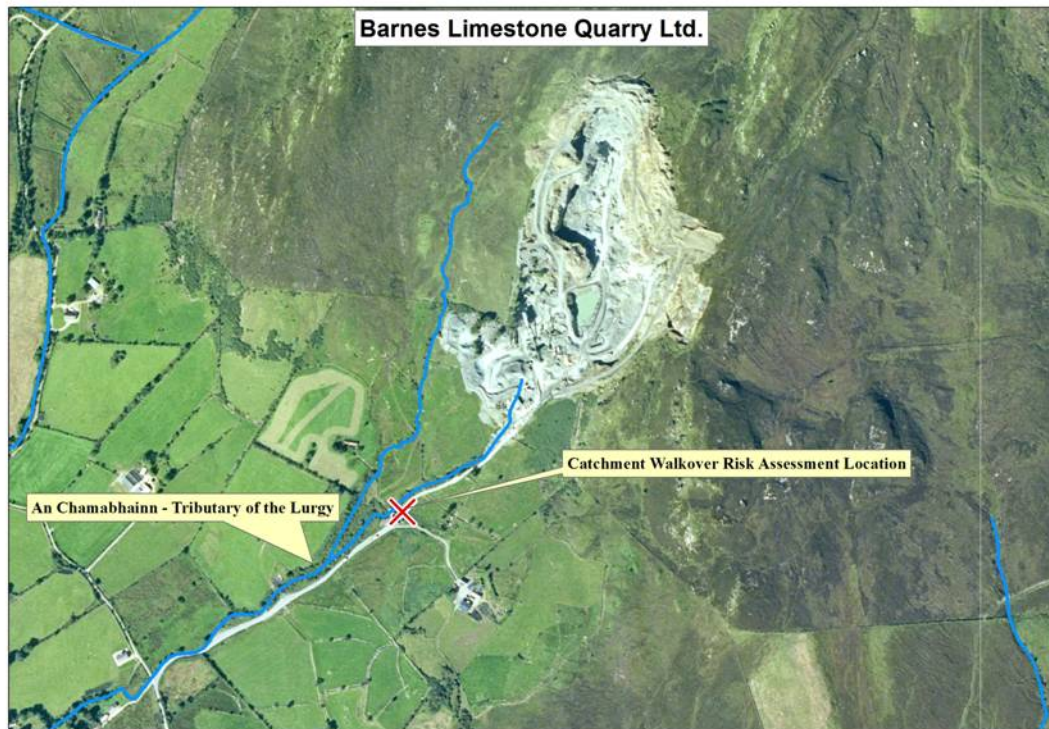 Barnes Limestone Quarry Ltd.
Catchment Walkover Risk Assessment Location
An Chamabhainn - Tributary of the Lurgy